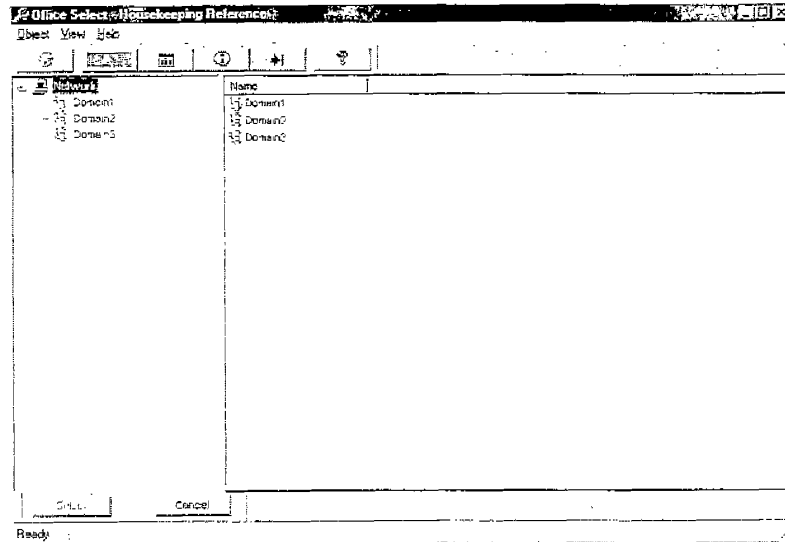 Office Select - Housekeeping Reference
Object View Help
Network
Domain1
Domain2
Domain3
Name
Domain1
Domain2
Domain3
Cancel
Ready